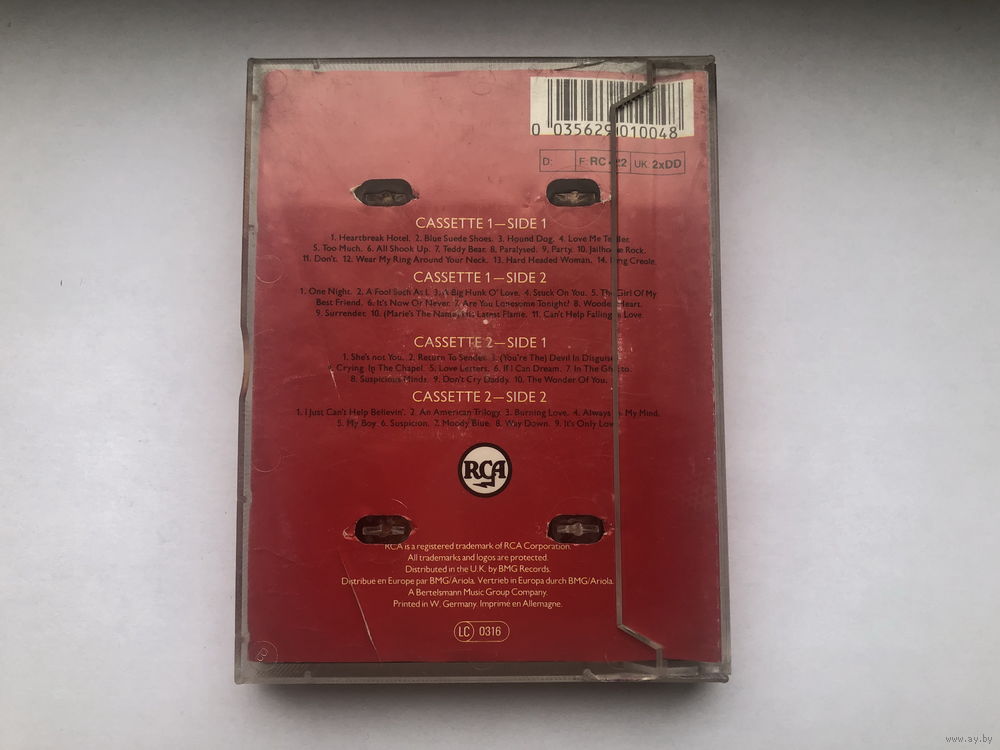 0 035629 010048
D: F: RC 422 UK: 2xDD
CASSETTE 1—SIDE 1
1. Heartbreak Hotel. 2. Blue Suede Shoes. 3. Hound Dog. 4. Love Me Tender.
5. Too Much. 6. All Shook Up. 7. Teddy Bear. 8. Paralysed. 9. Party. 10. Jailhouse Rock.
11. Don't. 12. Wear My Ring Around Your Neck. 13. Hard Headed Woman. 14. King Creole.
CASSETTE 1—SIDE 2
1. One Night. 2. A Fool Such As I. 3. A Big Hunk O' Love. 4. Stuck On You. 5. The Girl Of My
Best Friend. 6. It's Now Or Never. 7. Are You Lonesome Tonight? 8. Wooden Heart.
9. Surrender. 10. (Marie's The Name) His Latest Flame. 11. Can't Help Falling in Love.
CASSETTE 2—SIDE 1
1. She's not You. 2. Return To Sender. 3. (You're The) Devil In Disguise.
4. Crying In The Chapel. 5. Love Letters. 6. If I Can Dream. 7. In The Ghetto.
8. Suspicious Minds. 9. Don't Cry Daddy. 10. The Wonder Of You.
CASSETTE 2—SIDE 2
1. I Just Can't Help Believin'. 2. An American Trilogy. 3. Burning Love. 4. Always On My Mind.
5. My Boy. 6. Suspicion. 7. Moody Blue. 8. Way Down. 9. It's Only Love.
RCA
RCA is a registered trademark of RCA Corporation.
All trademarks and logos are protected.
Distributed in the U.K. by BMG Records.
Distribué en Europe par BMG/Ariola. Vertrieb in Europa durch BMG/Ariola.
A Bertelsmann Music Group Company.
Printed in W. Germany. Imprimé en Allemagne.
LC 0316
www.ay.by